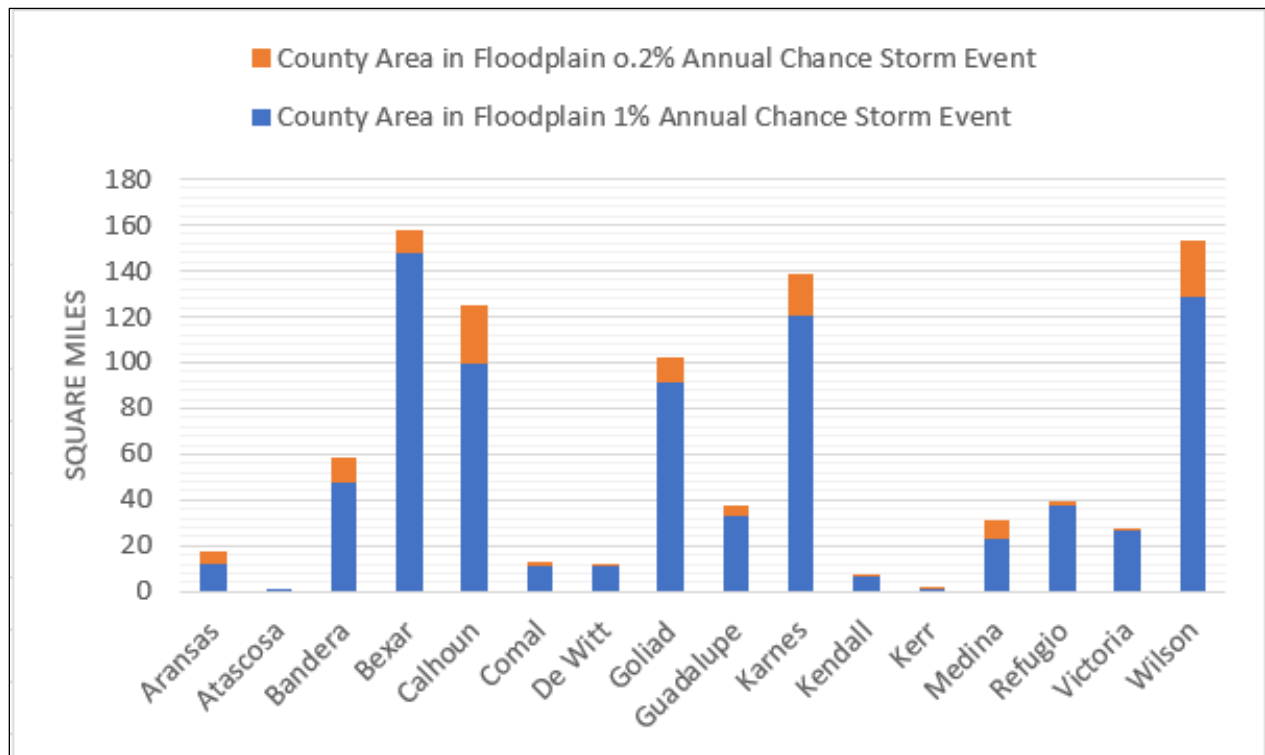 County Area in Floodplain o.2% Annual Chance Storm Event
County Area in Floodplain 1% Annual Chance Storm Event
180
160
140
120
100
80
60
40
20
0
SQUARE MILES
Aransas
Atascosa
Bandera
Bexar
Calhoun
Comal
De Witt
Goliad
Guadalupe
Karnes
Kendall
Kerr
Medina
Refugio
Victoria
Wilson